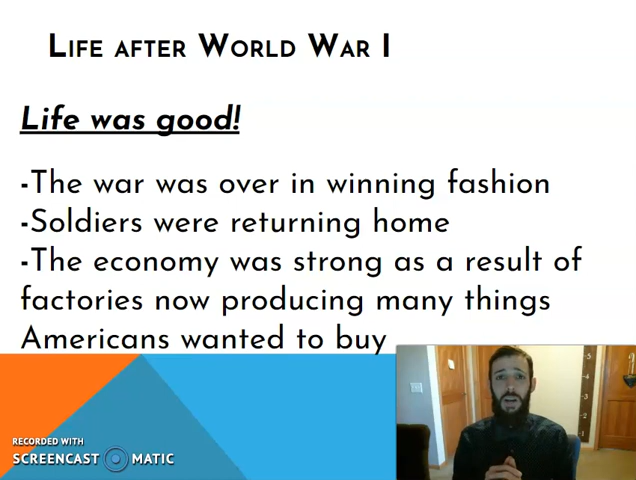 LIFE AFTER WORLD WAR I
Life was good!
-The war was over in winning fashion
-Soldiers were returning home
-The economy was strong as a result of
factories now producing many things
Americans wanted to buy
RECORDED WITH
SCREENCAST MATIC